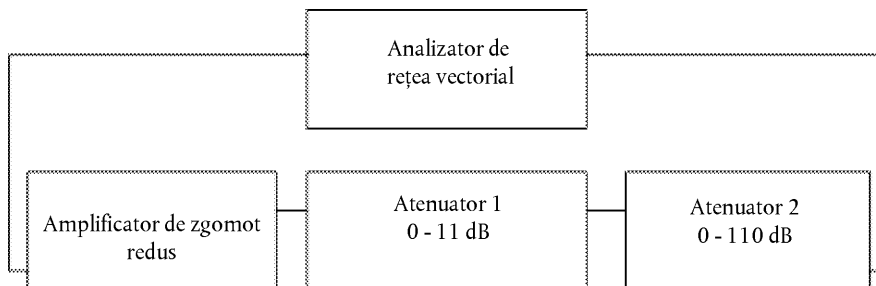 Analizator de
rețea vectorial
Amplificator de zgomot
redus
Atenuator 1
0 - 11 dB
Atenuator 2
0 - 110 dB